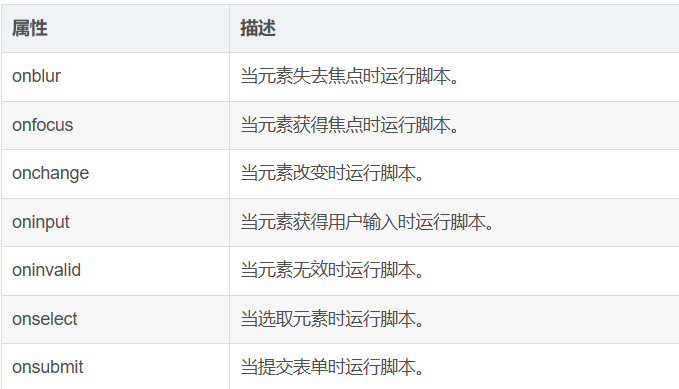 属性 描述
onblur 当元素失去焦点时运行脚本。
onfocus 当元素获得焦点时运行脚本。
onchange 当元素改变时运行脚本。
oninput 当元素获得用户输入时运行脚本。
oninvalid 当元素无效时运行脚本。
onselect 当选取元素时运行脚本。
onsubmit 当提交表单时运行脚本。